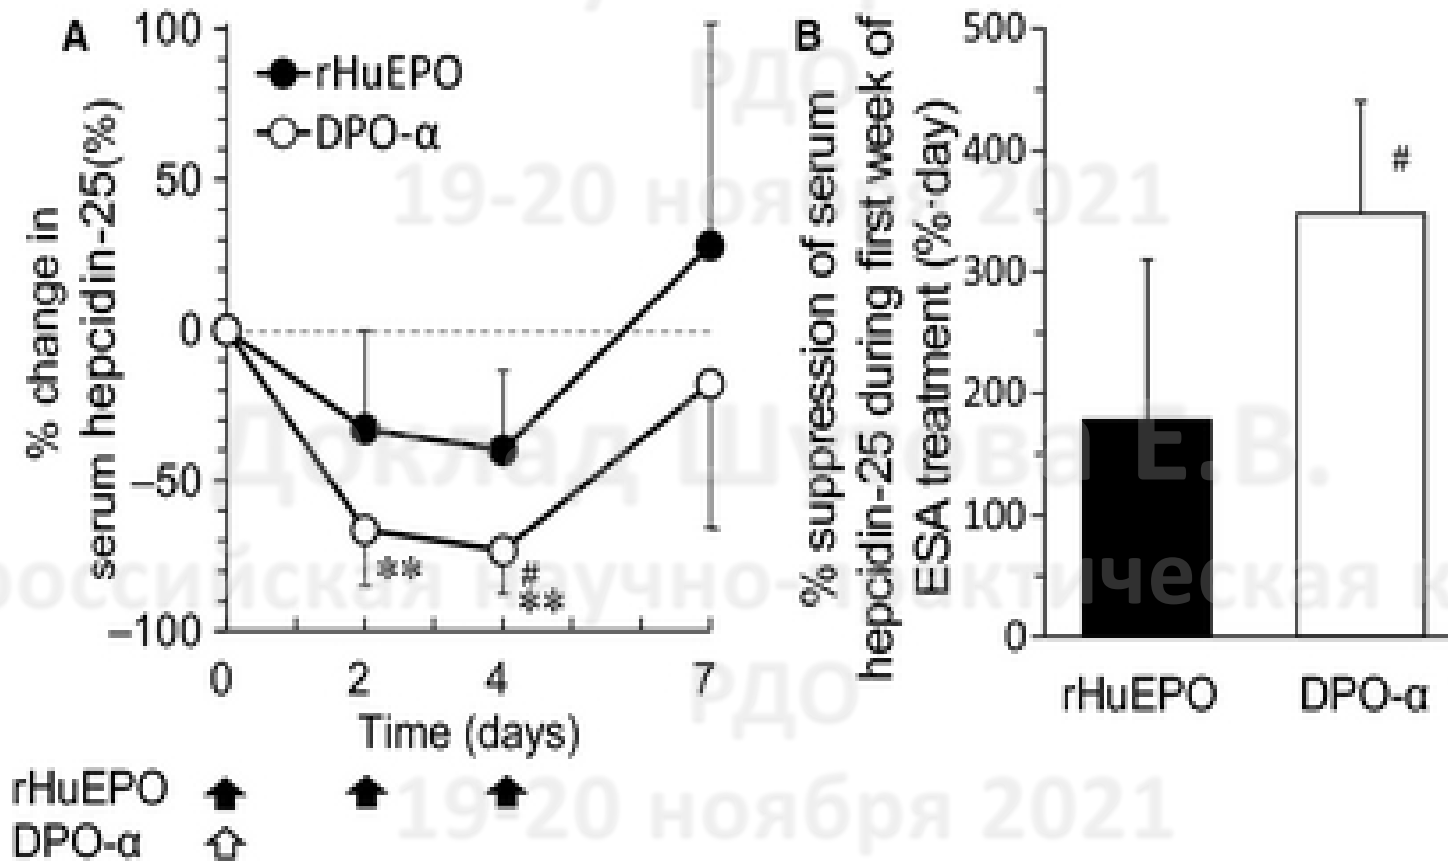 A
100
50
0
−50
−100
% change in
serum hepcidin-25(%)
rHuEPO
DPO-α
**
#
**
0 2 4 7
Time (days)
rHuEPO
DPO-α
B
500
400
300
200
100
0
% suppression of serum
hepcidin-25 during first week of
ESA treatment (%·day)
#
rHuEPO DPO-α
РДО
19-20 ноября 2021
Доклад Шутова Е.В.
российская научно-практическая к
РДО
19-20 ноября 2021